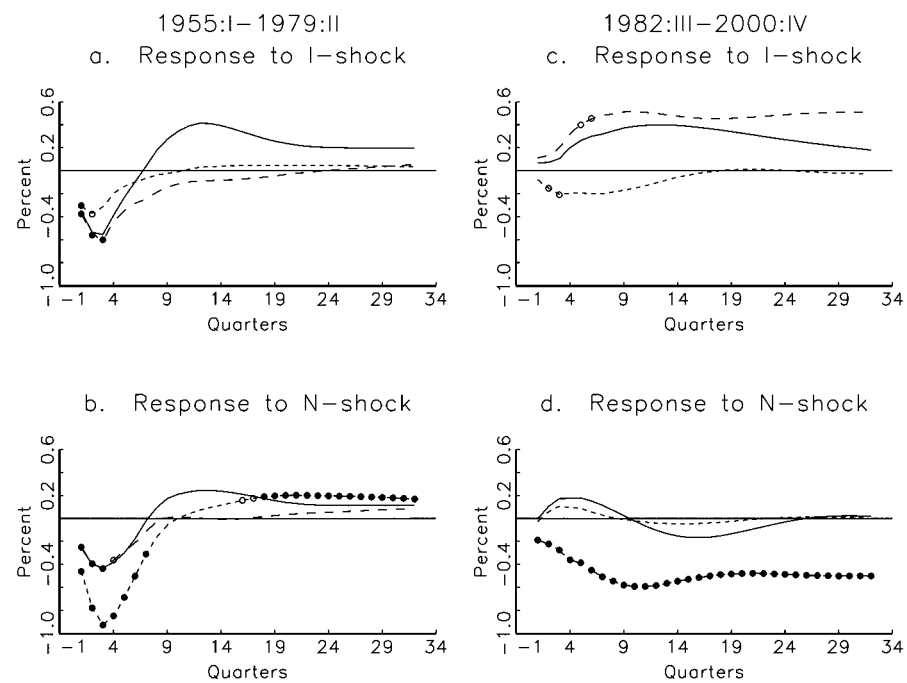 1955:I–1979:II
a. Response to I–shock
Percent
0.6
0.2
−0.4
−1.0
−1 4 9 14 19 24 29 34
Quarters
1982:III–2000:IV
c. Response to I–shock
Percent
0.6
0.2
−0.4
−1.0
−1 4 9 14 19 24 29 34
Quarters
b. Response to N–shock
Percent
0.6
0.2
−0.4
−1.0
−1 4 9 14 19 24 29 34
Quarters
d. Response to N–shock
Percent
0.6
0.2
−0.4
−1.0
−1 4 9 14 19 24 29 34
Quarters